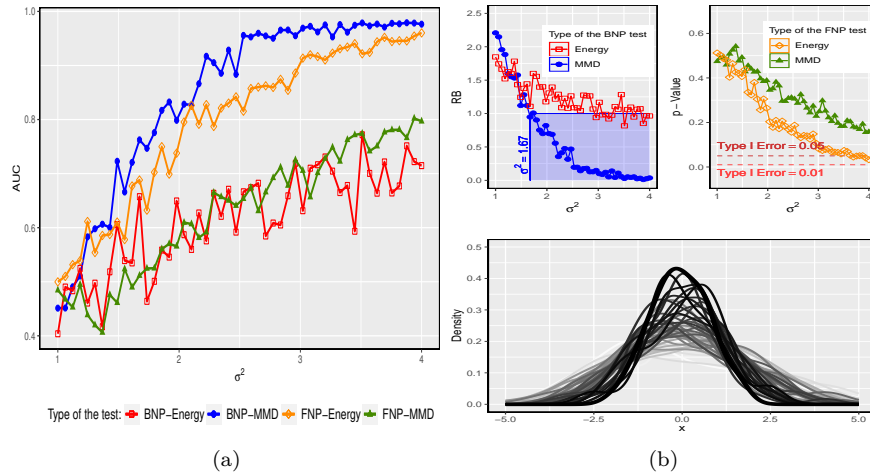 (a)
1.0
0.8
0.6
0.4
AUC
1
2
3
4
σ²
Type of the test: BNP−Energy BNP−MMD FNP−Energy FNP−MMD
(a)
(b)
2.5
2.0
1.5
1.0
0.5
0.0
RB
Type of the BNP test
Energy
MMD
σ² = 1.67
1
2
3
4
σ²
0.6
0.4
0.2
0.0
p − Value
Type of the FNP test
Energy
MMD
Type I Error = 0.05
Type I Error = 0.01
1
2
3
4
σ²
0.5
0.4
0.3
0.2
0.1
0.0
Density
−5.0
−2.5
0.0
2.5
5.0
x
(b)